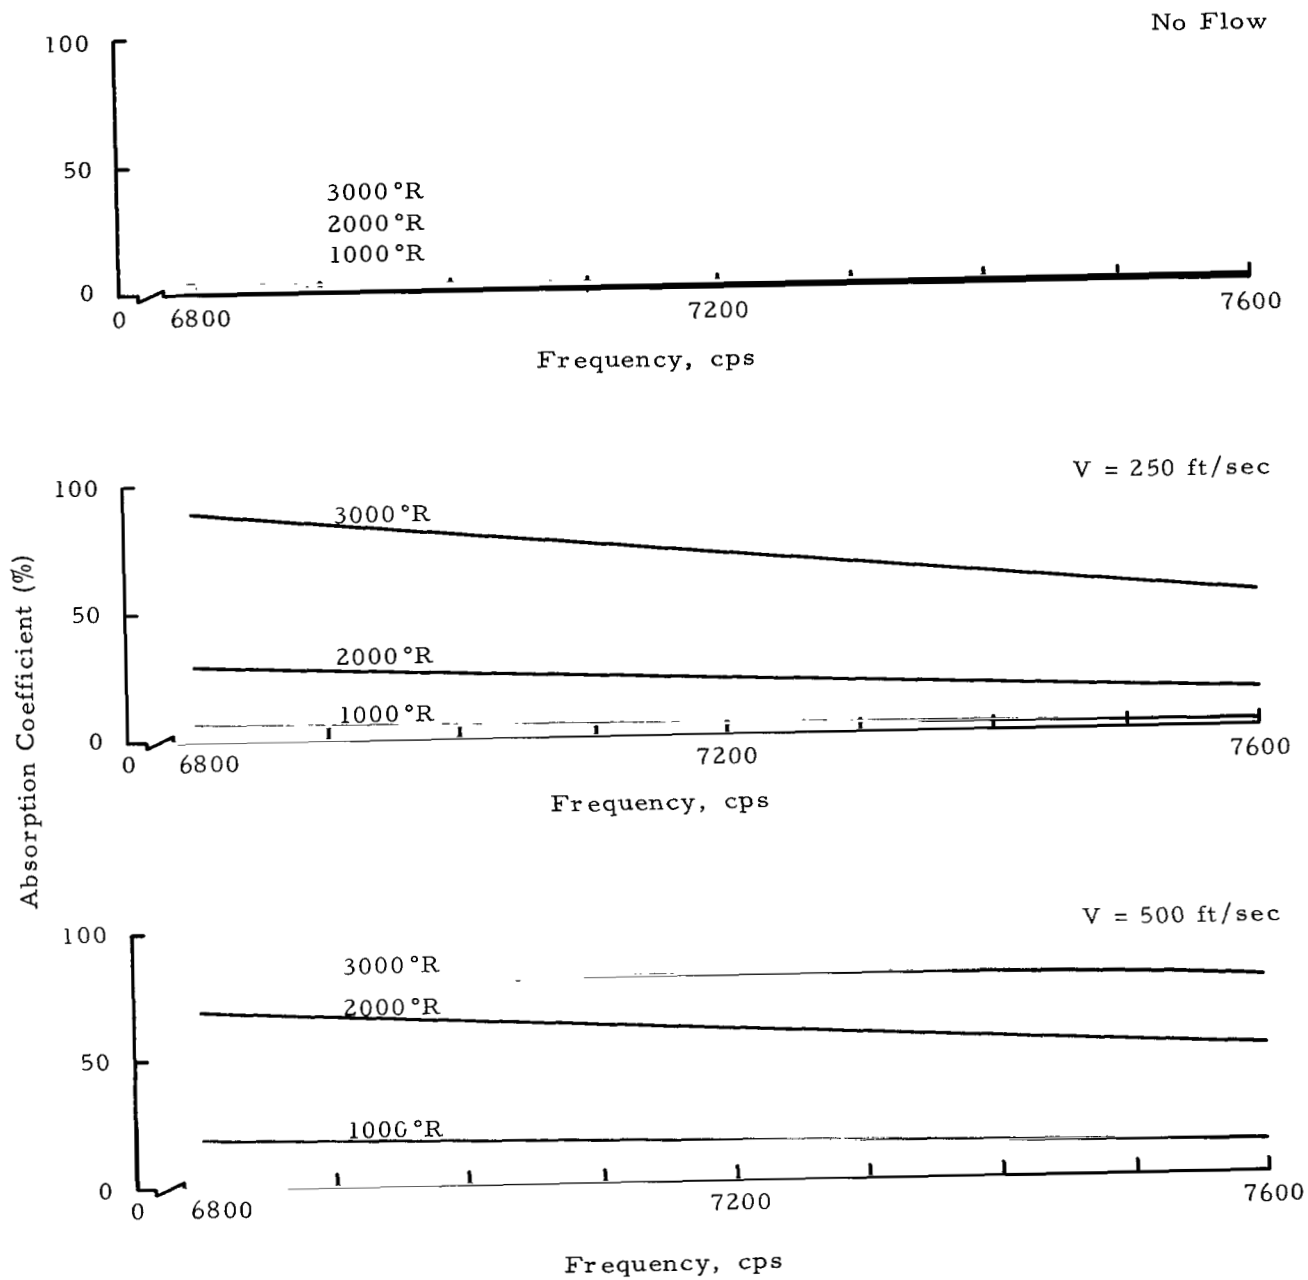 No Flow
100
50
3000°R
2000°R
1000°R
0
0 6800 7200 7600
Frequency, cps
V = 250 ft/sec
100
3000°R
50
2000°R
1000°R
0
0 6800 7200 7600
Frequency, cps
Absorption Coefficient (%)
V = 500 ft/sec
100
3000°R
2000°R
50
1000°R
0
0 6800 7200 7600
Frequency, cps